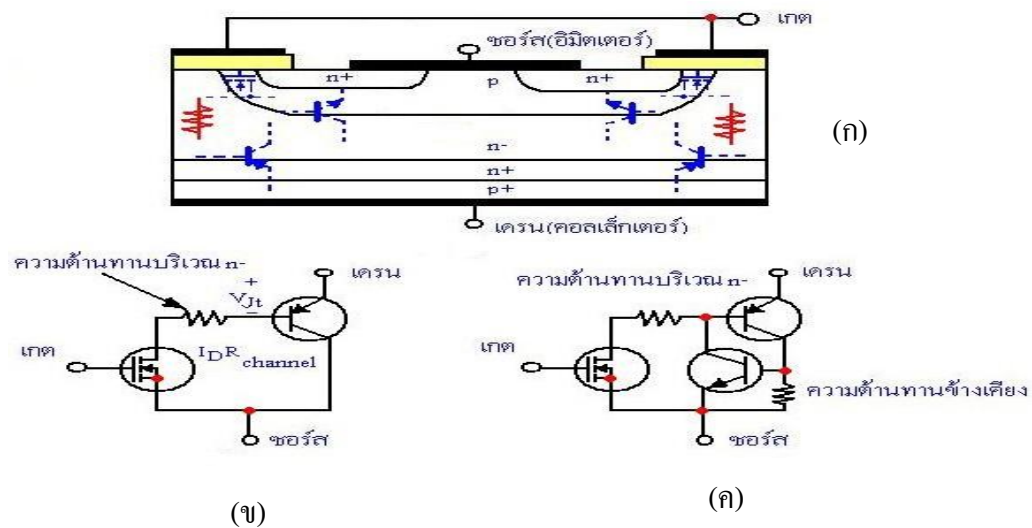 เกต
ซอร์ส(อิมิตเตอร์)
n+
p
n+
(ก)
n-
n+
p+
เดรน(คอลเล็กเตอร์)
ความต้านทานบริเวณ n-
เดรน
+
VJt
-
เกต
IDRchannel
ซอร์ส
(ข)
ความต้านทานบริเวณ n-
เดรน
เกต
ความต้านทานข้างเคียง
ซอร์ส
(ค)